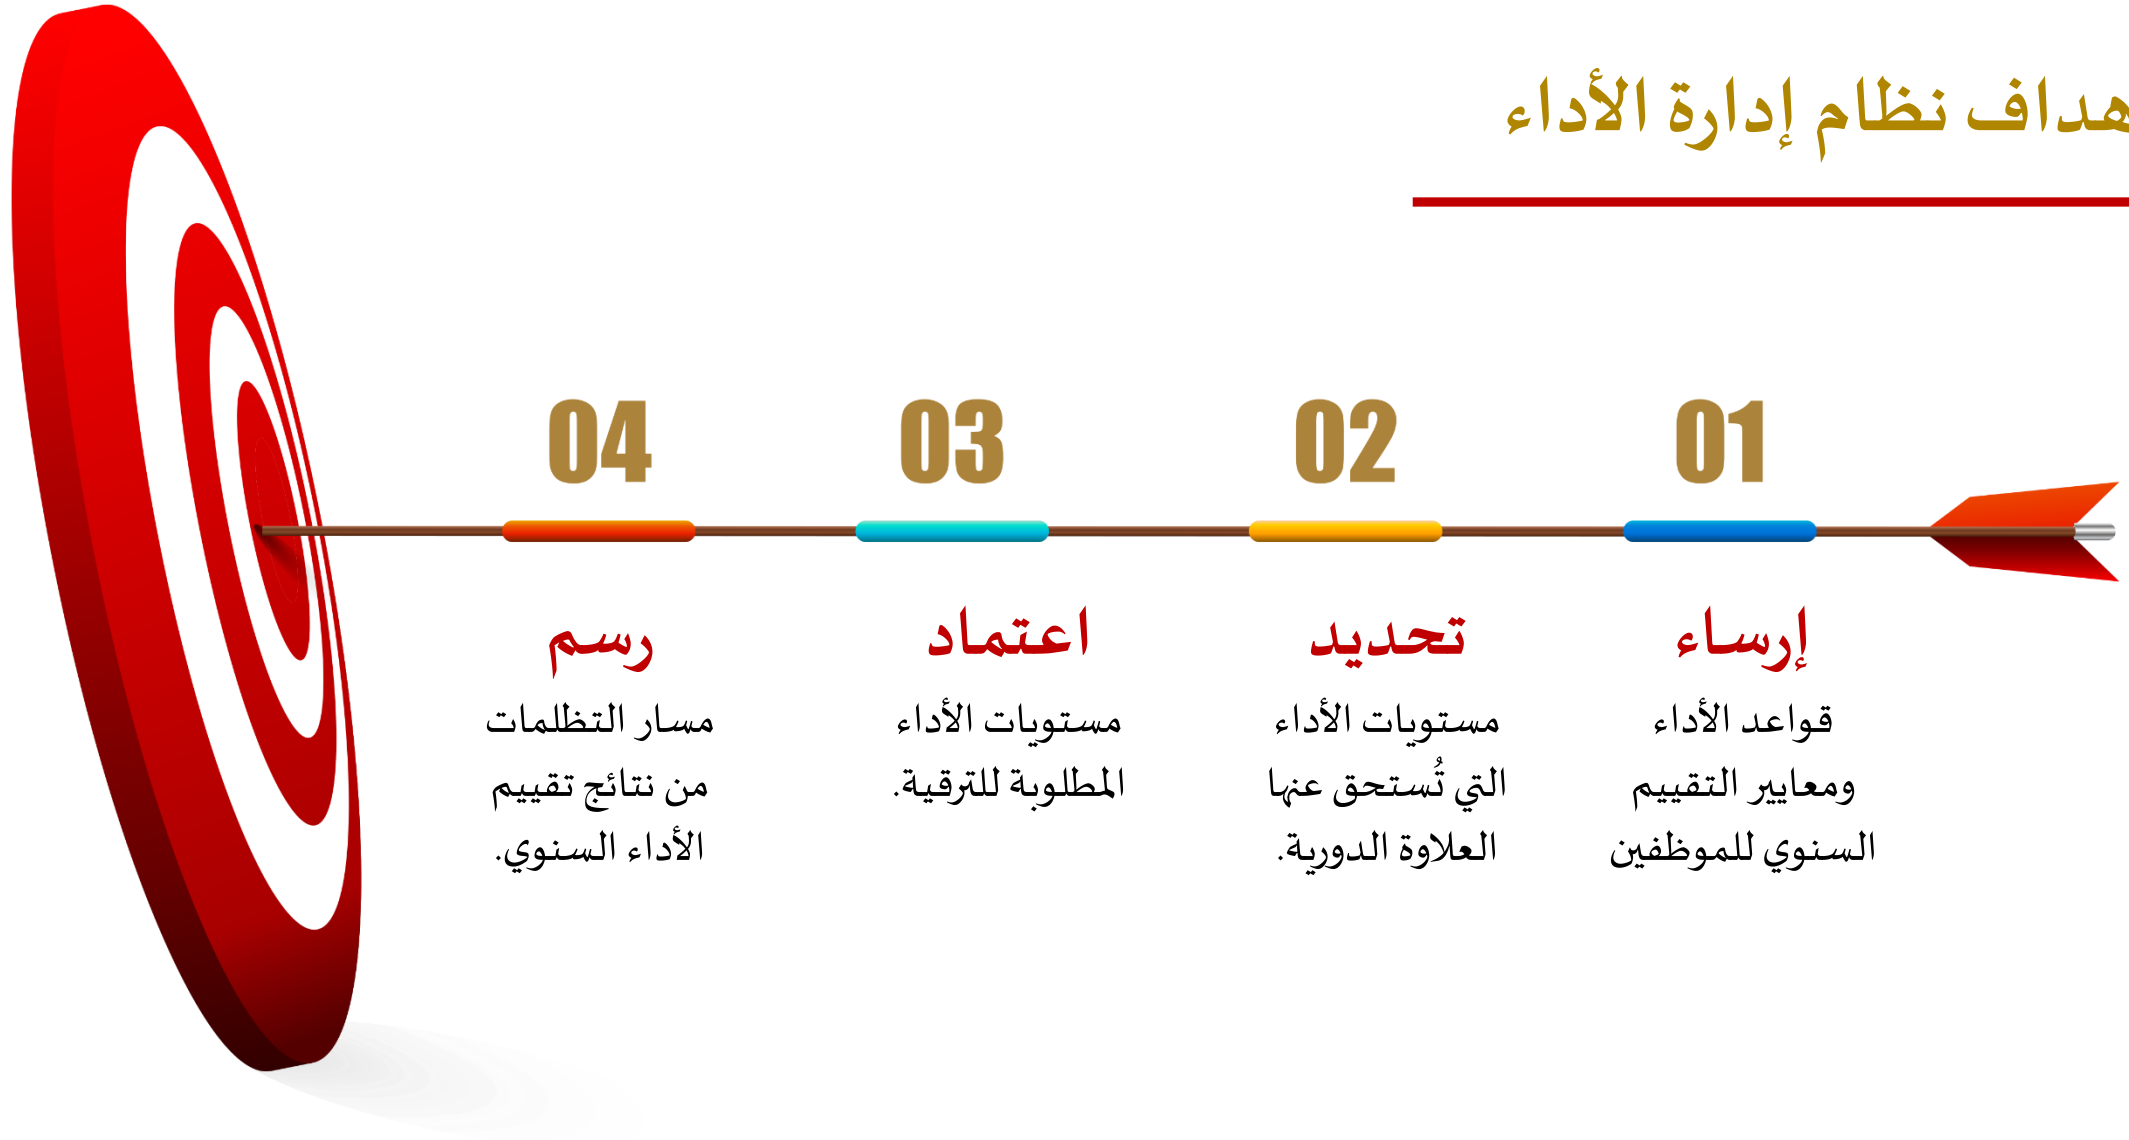 هداف نظام إدارة الأداء
01
إرساء
قواعد الأداء
ومعايير التقييم
السنوي للموظفين
02
تحديد
مستويات الأداء
التي تُستحق عنها
العلاوة الدورية.
03
اعتماد
مستويات الأداء
المطلوبة للترقية.
04
رسم
مسار التظلمات
من نتائج تقييم
الأداء السنوي.